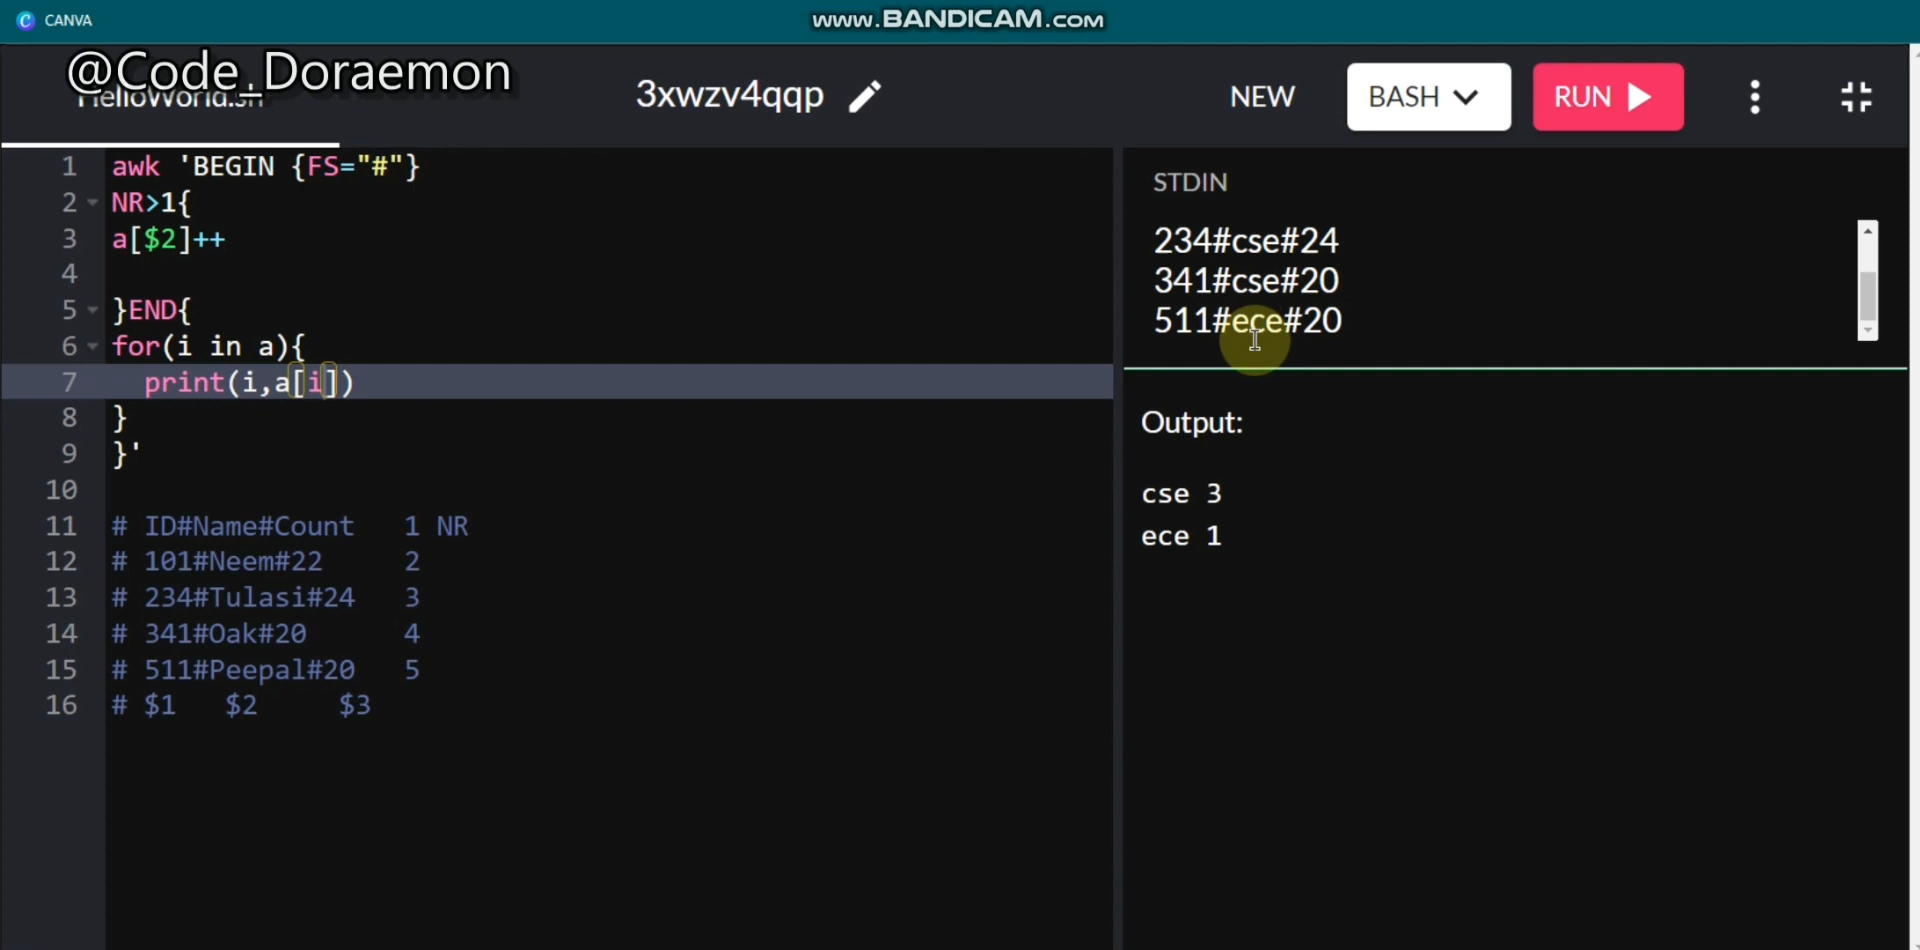 CANVA
www.BANDICAM.com
@Code_Doraemon
HelloWorld.sh
3xwzv4qqp
NEW
BASH
RUN
1 awk 'BEGIN {FS="#"}
2 NR>1{
3 a[$2]++
4
5 }END{
6 for(i in a){
7 print(i,a[i])
8 }
9 }'
10
11 # ID#Name#Count 1 NR
12 # 101#Neem#22 2
13 # 234#Tulasi#24 3
14 # 341#Oak#20 4
15 # 511#Peepal#20 5
16 # $1 $2 $3
STDIN
234#cse#24
341#cse#20
511#ece#20
Output:
cse 3
ece 1